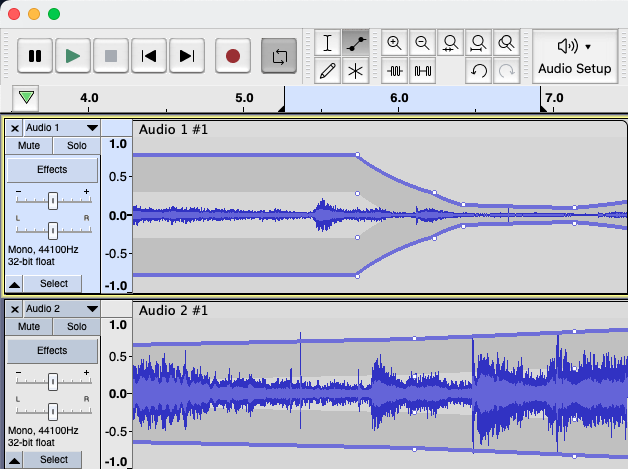 Audio Setup
4.0 5.0 6.0 7.0
× Audio 1
Audio 1 #1
Mute Solo
Effects
- +
L R
Mono, 44100Hz
32-bit float
Select
1.0
0.5
0.0
-0.5
-1.0
× Audio 2
Audio 2 #1
Mute Solo
Effects
- +
L R
Mono, 44100Hz
32-bit float
Select
1.0
0.5
0.0
-0.5
-1.0